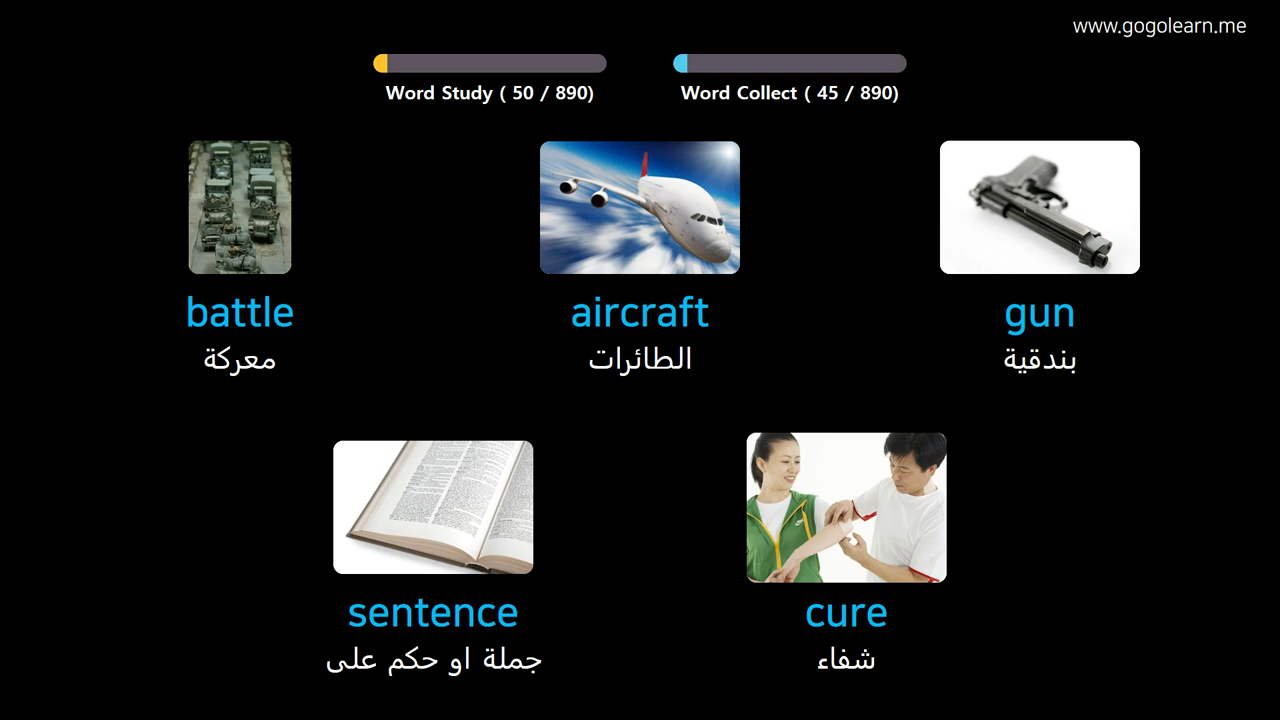 www.gogolearn.me
Word Study ( 50 / 890)
Word Collect ( 45 / 890)
battle
معركة
aircraft
الطائرات
gun
بندقية
sentence
جملة او حكم على
cure
شفاء